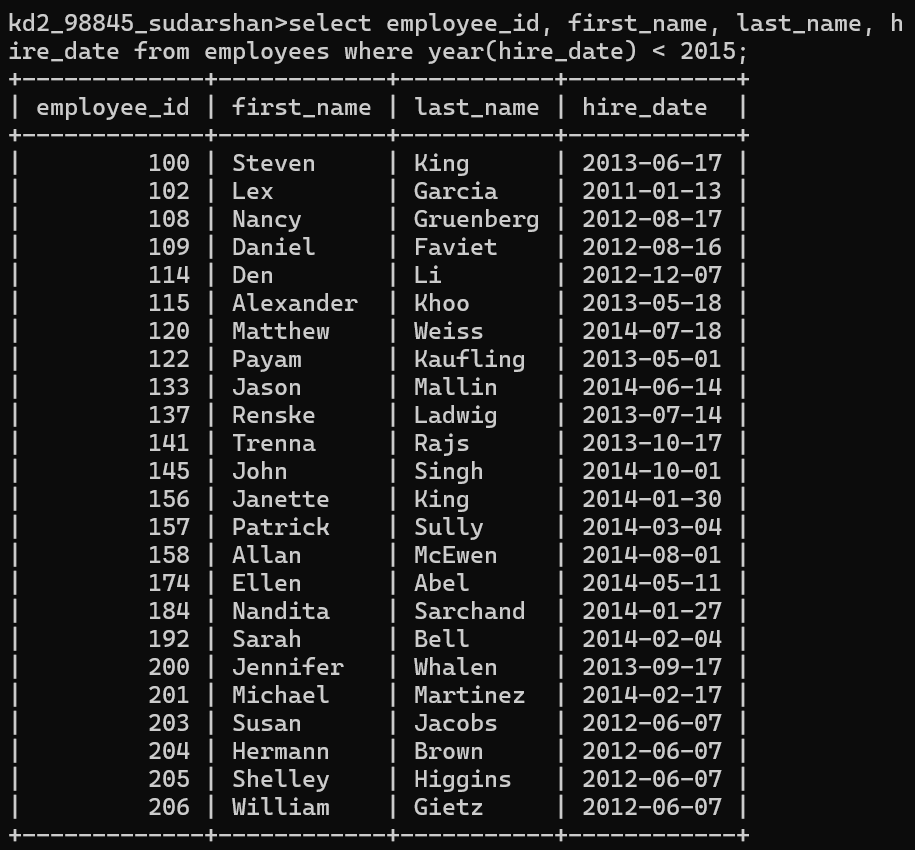 kd2_98845_sudarshan>select employee_id, first_name, last_name, h
ire_date from employees where year(hire_date) < 2015;
+-------------+------------+-----------+------------+
| employee_id | first_name | last_name | hire_date  |
+-------------+------------+-----------+------------+
|         100 | Steven     | King      | 2013-06-17 |
|         102 | Lex        | Garcia    | 2011-01-13 |
|         108 | Nancy      | Gruenberg | 2012-08-17 |
|         109 | Daniel     | Faviet    | 2012-08-16 |
|         114 | Den        | Li        | 2012-12-07 |
|         115 | Alexander  | Khoo      | 2013-05-18 |
|         120 | Matthew    | Weiss     | 2014-07-18 |
|         122 | Payam      | Kaufling  | 2013-05-01 |
|         133 | Jason      | Mallin    | 2014-06-14 |
|         137 | Renske     | Ladwig    | 2013-07-14 |
|         141 | Trenna     | Rajs      | 2013-10-17 |
|         145 | John       | Singh     | 2014-10-01 |
|         156 | Janette    | King      | 2014-01-30 |
|         157 | Patrick    | Sully     | 2014-03-04 |
|         158 | Allan      | McEwen    | 2014-08-01 |
|         174 | Ellen      | Abel      | 2014-05-11 |
|         184 | Nandita    | Sarchand  | 2014-01-27 |
|         192 | Sarah      | Bell      | 2014-02-04 |
|         200 | Jennifer   | Whalen    | 2013-09-17 |
|         201 | Michael    | Martinez  | 2014-02-17 |
|         203 | Susan      | Jacobs    | 2012-06-07 |
|         204 | Hermann    | Brown     | 2012-06-07 |
|         205 | Shelley    | Higgins   | 2012-06-07 |
|         206 | William    | Gietz     | 2012-06-07 |
+-------------+------------+-----------+------------+